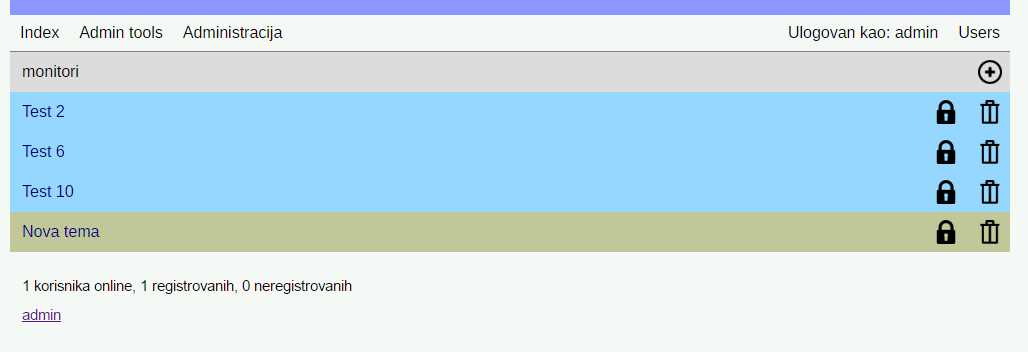 Index Admin tools Administracija Ulogovan kao: admin Users
monitori
Test 2
Test 6
Test 10
Nova tema
1 korisnika online, 1 registrovanih, 0 neregistrovanih
admin